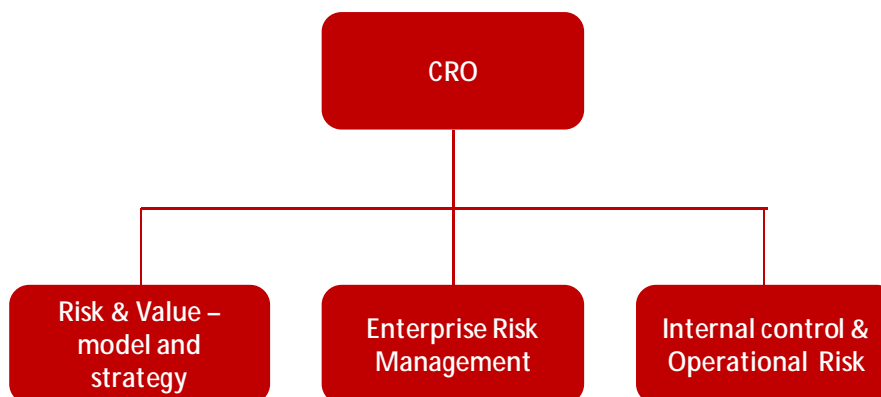 CRO
Risk & Value –
model and
strategy
Enterprise Risk
Management
Internal control &
Operational Risk